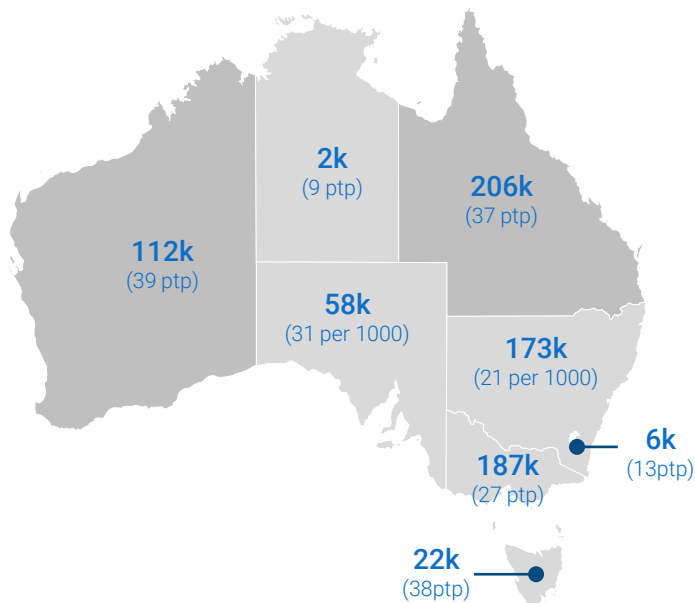 2k
(9 ptp)
206k
(37 ptp)
112k
(39 ptp)
58k
(31 per 1000)
173k
(21 per 1000)
6k
(13ptp)
187k
(27 ptp)
22k
(38ptp)